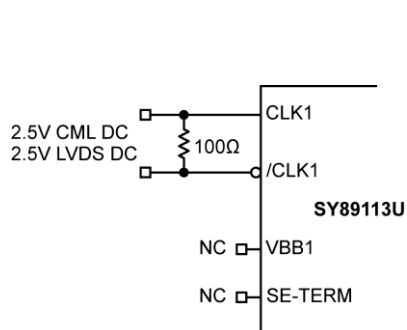 CLK1
2.5V CML DC
2.5V LVDS DC
100Ω
/CLK1
SY89113U
NC
VBB1
NC
SE-TERM